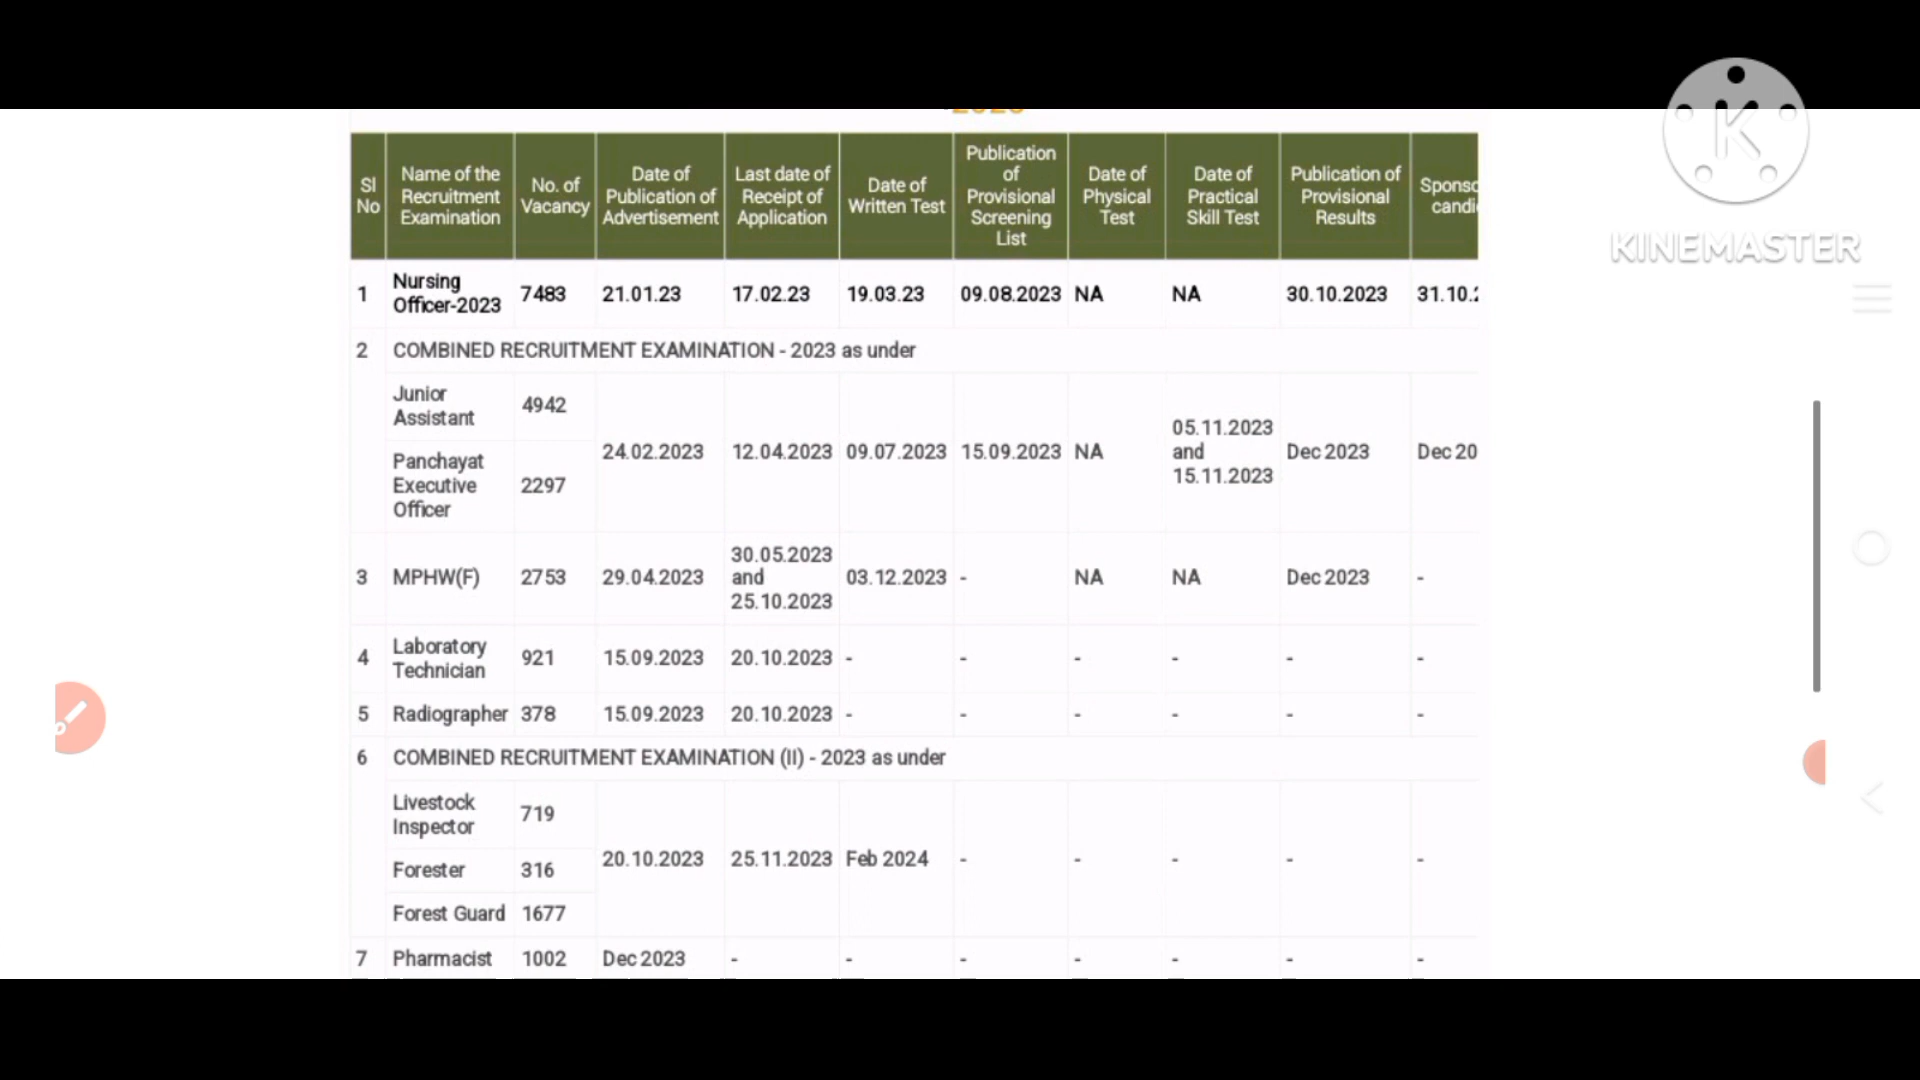 Sl No Name of the Recruitment Examination No. of Vacancy Date of Publication of Advertisement Last date of Receipt of Application Date of Written Test Publication of Provisional Screening List Date of Physical Test Date of Practical Skill Test Publication of Provisional Results
1 Nursing Officer-2023 7483 21.01.23 17.02.23 19.03.23 09.08.2023 NA NA 30.10.2023 31.10.
2 COMBINED RECRUITMENT EXAMINATION - 2023 as under
Junior Assistant 4942
24.02.2023 12.04.2023 09.07.2023 15.09.2023 NA 05.11.2023 and 15.11.2023 Dec 2023 Dec 20
Panchayat Executive Officer 2297
3 MPHW(F) 2753 29.04.2023 30.05.2023 and 25.10.2023 03.12.2023 - NA NA Dec 2023 -
4 Laboratory Technician 921 15.09.2023 20.10.2023 - - - - - -
5 Radiographer 378 15.09.2023 20.10.2023 - - - - - -
6 COMBINED RECRUITMENT EXAMINATION (II) - 2023 as under
Livestock Inspector 719
Forester 316 20.10.2023 25.11.2023 Feb 2024 - - - - -
Forest Guard 1677
7 Pharmacist 1002 Dec 2023 - - - - - - -
K
KINEMASTER